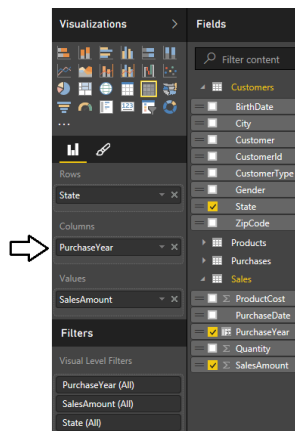 Visualizations >
Fields
Filter content
Customers
BirthDate
City
Customer
CustomerId
CustomerType
Gender
State
ZipCode
Products
Purchases
Sales
Σ ProductCost
PurchaseDate
PurchaseYear
Σ Quantity
Σ SalesAmount
123
R
...
Rows
State
Columns
PurchaseYear
Values
SalesAmount
Filters
Visual Level Filters
PurchaseYear (All)
SalesAmount (All)
State (All)